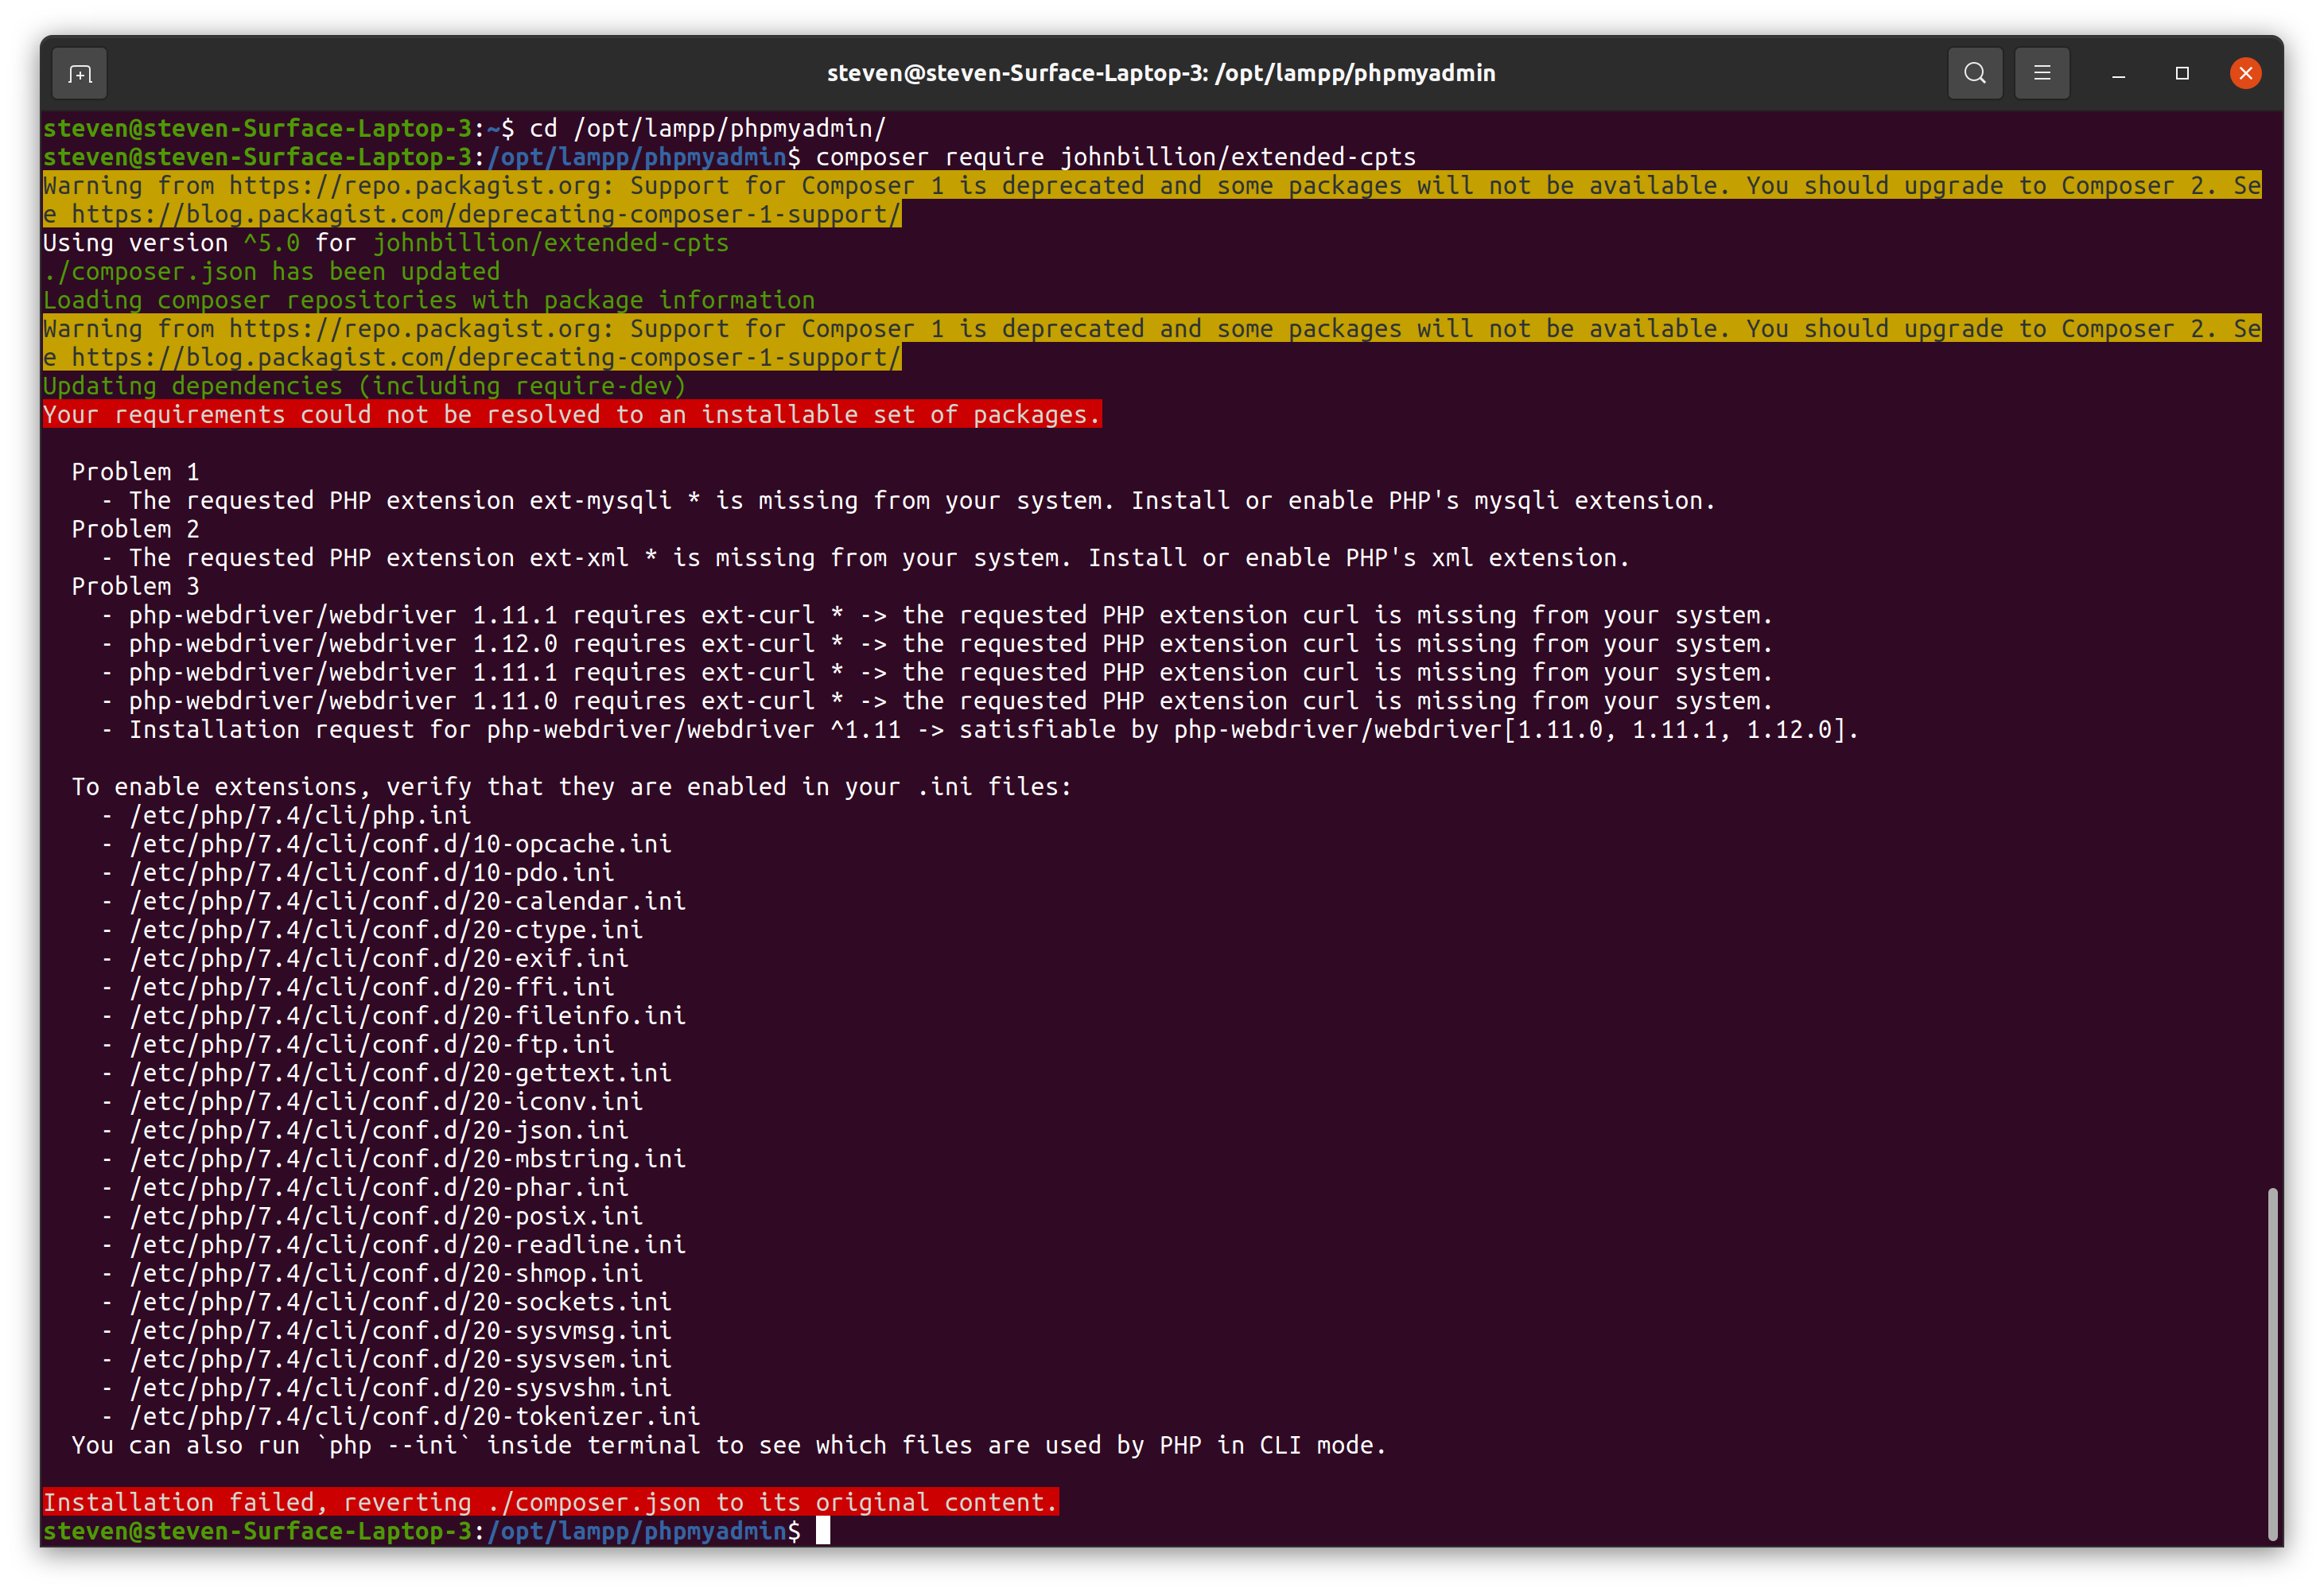 steven@steven-Surface-Laptop-3: /opt/lampp/phpmyadmin
steven@steven-Surface-Laptop-3:~$ cd /opt/lampp/phpmyadmin/
steven@steven-Surface-Laptop-3:/opt/lampp/phpmyadmin$ composer require johnbillion/extended-cpts
Warning from https://repo.packagist.org: Support for Composer 1 is deprecated and some packages will not be available. You should upgrade to Composer 2. Se
e https://blog.packagist.com/deprecating-composer-1-support/
Using version ^5.0 for johnbillion/extended-cpts
./composer.json has been updated
Loading composer repositories with package information
Warning from https://repo.packagist.org: Support for Composer 1 is deprecated and some packages will not be available. You should upgrade to Composer 2. Se
e https://blog.packagist.com/deprecating-composer-1-support/
Updating dependencies (including require-dev)
Your requirements could not be resolved to an installable set of packages.
Problem 1
- The requested PHP extension ext-mysqli * is missing from your system. Install or enable PHP's mysqli extension.
Problem 2
- The requested PHP extension ext-xml * is missing from your system. Install or enable PHP's xml extension.
Problem 3
- php-webdriver/webdriver 1.11.1 requires ext-curl * -> the requested PHP extension curl is missing from your system.
- php-webdriver/webdriver 1.12.0 requires ext-curl * -> the requested PHP extension curl is missing from your system.
- php-webdriver/webdriver 1.11.1 requires ext-curl * -> the requested PHP extension curl is missing from your system.
- php-webdriver/webdriver 1.11.0 requires ext-curl * -> the requested PHP extension curl is missing from your system.
- Installation request for php-webdriver/webdriver ^1.11 -> satisfiable by php-webdriver/webdriver[1.11.0, 1.11.1, 1.12.0].
To enable extensions, verify that they are enabled in your .ini files:
- /etc/php/7.4/cli/php.ini
- /etc/php/7.4/cli/conf.d/10-opcache.ini
- /etc/php/7.4/cli/conf.d/10-pdo.ini
- /etc/php/7.4/cli/conf.d/20-calendar.ini
- /etc/php/7.4/cli/conf.d/20-ctype.ini
- /etc/php/7.4/cli/conf.d/20-exif.ini
- /etc/php/7.4/cli/conf.d/20-ffi.ini
- /etc/php/7.4/cli/conf.d/20-fileinfo.ini
- /etc/php/7.4/cli/conf.d/20-ftp.ini
- /etc/php/7.4/cli/conf.d/20-gettext.ini
- /etc/php/7.4/cli/conf.d/20-iconv.ini
- /etc/php/7.4/cli/conf.d/20-json.ini
- /etc/php/7.4/cli/conf.d/20-mbstring.ini
- /etc/php/7.4/cli/conf.d/20-phar.ini
- /etc/php/7.4/cli/conf.d/20-posix.ini
- /etc/php/7.4/cli/conf.d/20-readline.ini
- /etc/php/7.4/cli/conf.d/20-shmop.ini
- /etc/php/7.4/cli/conf.d/20-sockets.ini
- /etc/php/7.4/cli/conf.d/20-sysvmsg.ini
- /etc/php/7.4/cli/conf.d/20-sysvsem.ini
- /etc/php/7.4/cli/conf.d/20-sysvshm.ini
- /etc/php/7.4/cli/conf.d/20-tokenizer.ini
You can also run `php --ini` inside terminal to see which files are used by PHP in CLI mode.
Installation failed, reverting ./composer.json to its original content.
steven@steven-Surface-Laptop-3:/opt/lampp/phpmyadmin$